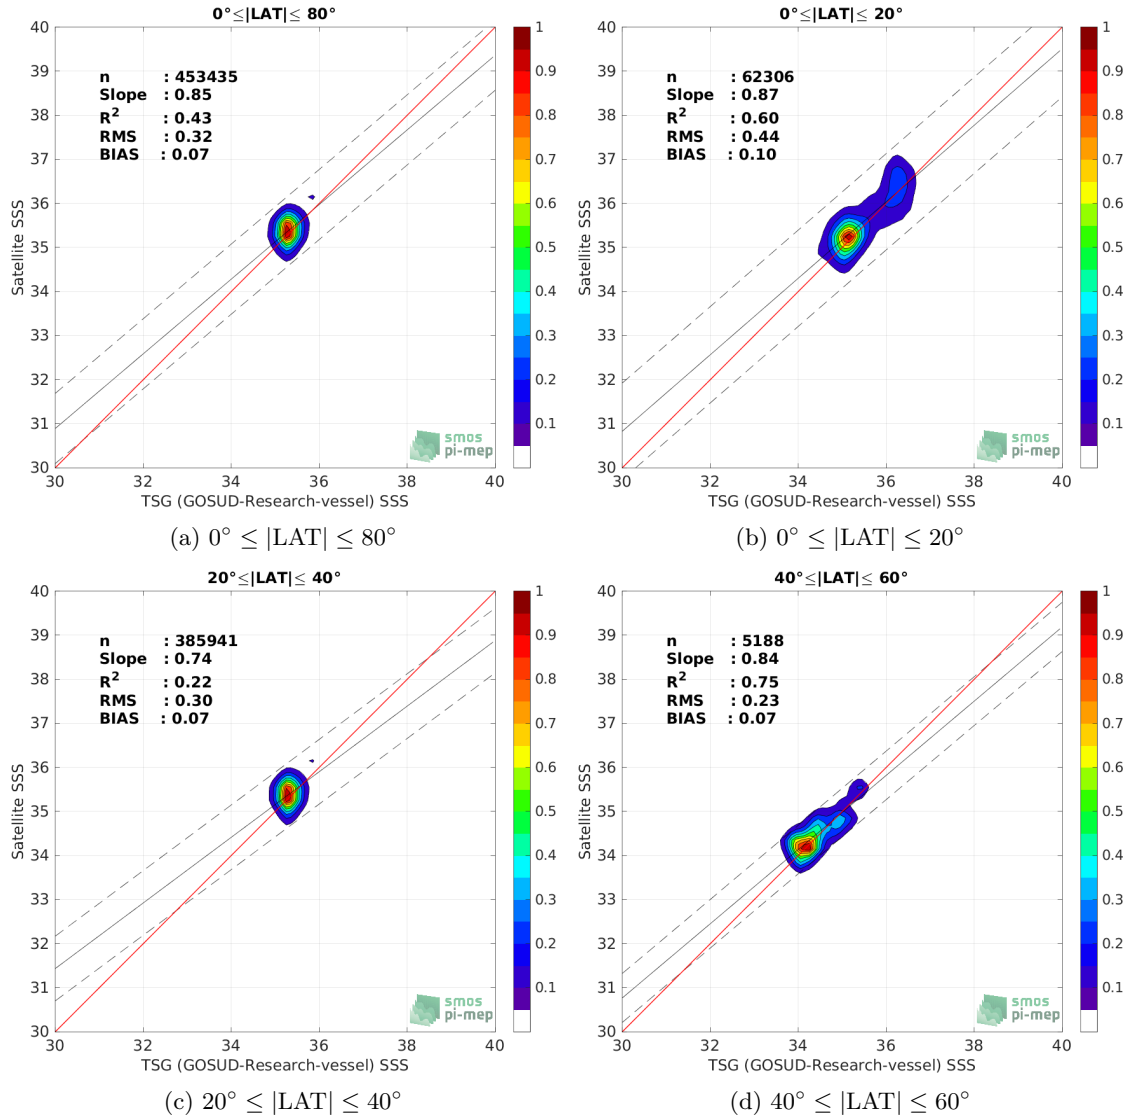 0°≤|LAT|≤ 80°
40
39
38
37
36
35
34
33
32
31
30
n : 453435
Slope : 0.85
R² : 0.43
RMS : 0.32
BIAS : 0.07
Satellite SSS
30 32 34 36 38 40
TSG (GOSUD-Research-vessel) SSS
smos
pi-mep
1
0.9
0.8
0.7
0.6
0.5
0.4
0.3
0.2
0.1
(a) 0° ≤ |LAT| ≤ 80°
0°≤|LAT|≤ 20°
40
39
38
37
36
35
34
33
32
31
30
n : 62306
Slope : 0.87
R² : 0.60
RMS : 0.44
BIAS : 0.10
Satellite SSS
30 32 34 36 38 40
TSG (GOSUD-Research-vessel) SSS
smos
pi-mep
1
0.9
0.8
0.7
0.6
0.5
0.4
0.3
0.2
0.1
(b) 0° ≤ |LAT| ≤ 20°
20°≤|LAT|≤ 40°
40
39
38
37
36
35
34
33
32
31
30
n : 385941
Slope : 0.74
R² : 0.22
RMS : 0.30
BIAS : 0.07
Satellite SSS
30 32 34 36 38 40
TSG (GOSUD-Research-vessel) SSS
smos
pi-mep
1
0.9
0.8
0.7
0.6
0.5
0.4
0.3
0.2
0.1
(c) 20° ≤ |LAT| ≤ 40°
40°≤|LAT|≤ 60°
40
39
38
37
36
35
34
33
32
31
30
n : 5188
Slope : 0.84
R² : 0.75
RMS : 0.23
BIAS : 0.07
Satellite SSS
30 32 34 36 38 40
TSG (GOSUD-Research-vessel) SSS
smos
pi-mep
1
0.9
0.8
0.7
0.6
0.5
0.4
0.3
0.2
0.1
(d) 40° ≤ |LAT| ≤ 60°